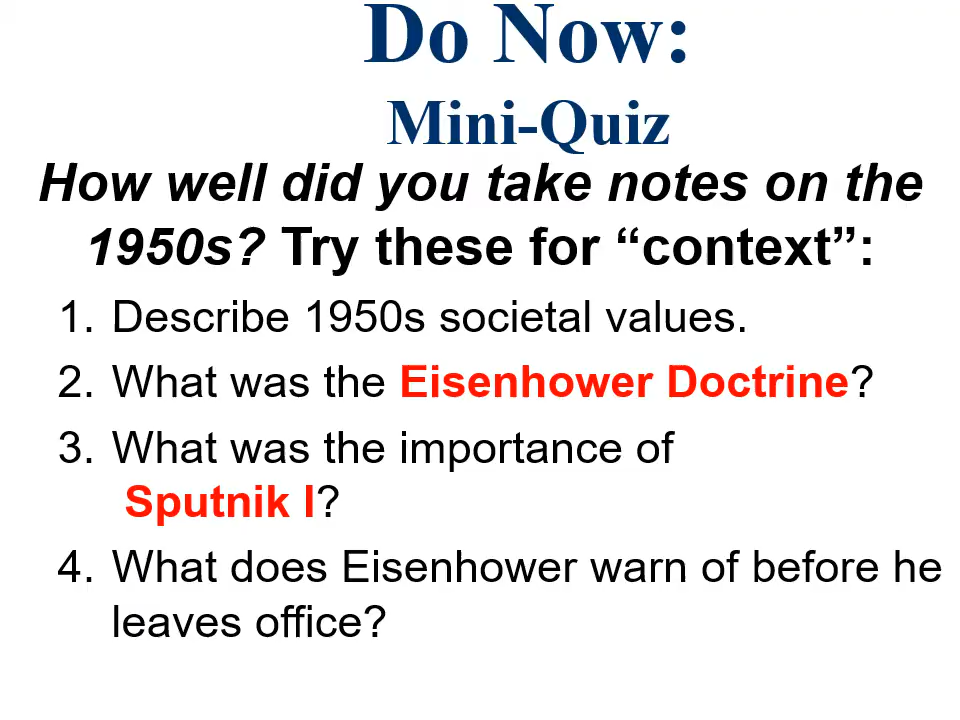 Do Now:
Mini-Quiz
How well did you take notes on the
1950s? Try these for “context”:
1. Describe 1950s societal values.
2. What was the Eisenhower Doctrine?
3. What was the importance of
Sputnik I?
4. What does Eisenhower warn of before he
leaves office?